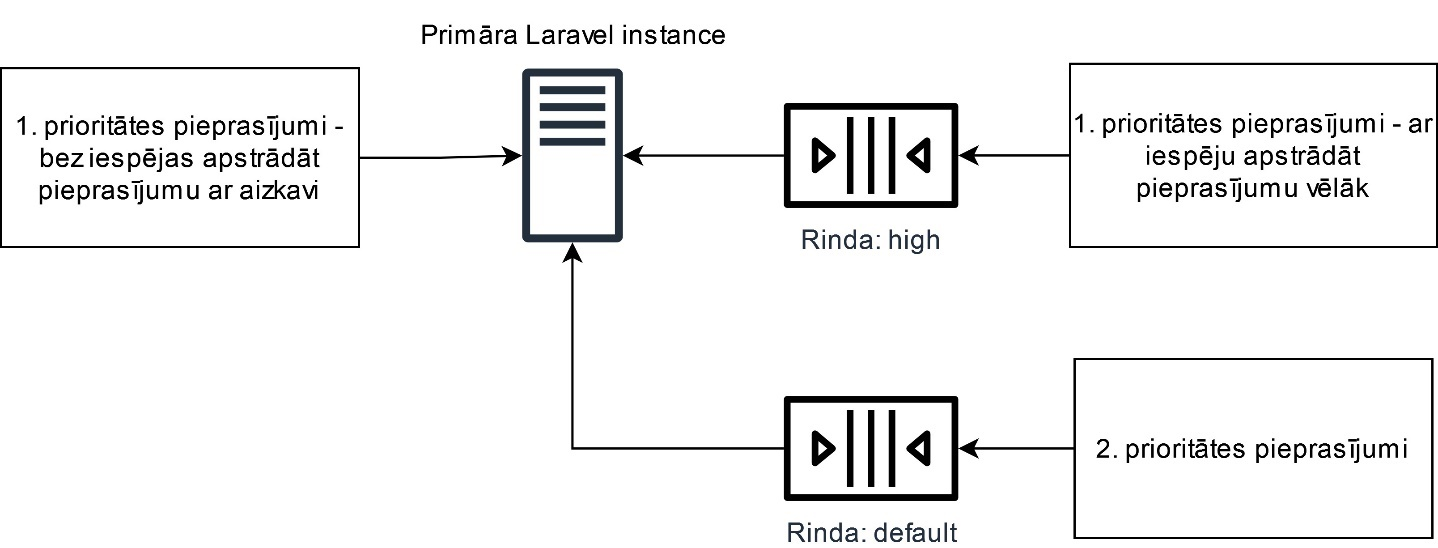 Primāra Laravel instance
1. prioritātes pieprasījumi -
bez iespējas apstrādāt
pieprasījumu ar aizkavi
1. prioritātes pieprasījumi - ar
iespēju apstrādāt
pieprasījumu vēlāk
Rinda: high
2. prioritātes pieprasījumi
Rinda: default